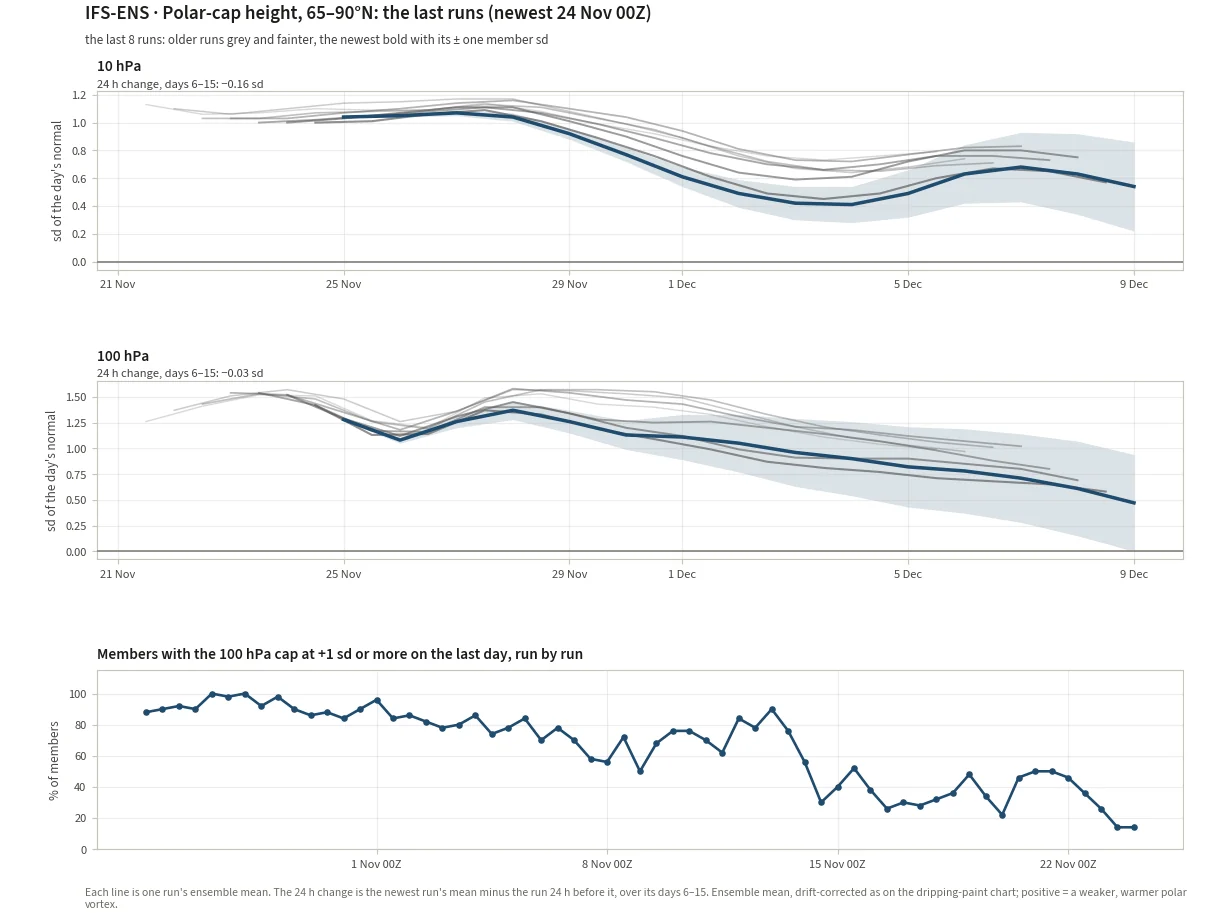 IFS-ENS · Polar-cap height, 65–90°N: the last runs (newest 24 Nov 00Z)
the last 8 runs: older runs grey and fainter, the newest bold with its ± one member sd
10 hPa
24 h change, days 6–15: −0.16 sd
sd of the day's normal
1.2
1.0
0.8
0.6
0.4
0.2
0.0
21 Nov 25 Nov 29 Nov 1 Dec 5 Dec 9 Dec
100 hPa
24 h change, days 6–15: −0.03 sd
sd of the day's normal
1.50
1.25
1.00
0.75
0.50
0.25
0.00
21 Nov 25 Nov 29 Nov 1 Dec 5 Dec 9 Dec
Members with the 100 hPa cap at +1 sd or more on the last day, run by run
% of members
100
80
60
40
20
0
1 Nov 00Z 8 Nov 00Z 15 Nov 00Z 22 Nov 00Z
Each line is one run's ensemble mean. The 24 h change is the newest run's mean minus the run 24 h before it, over its days 6–15. Ensemble mean, drift-corrected as on the dripping-paint chart; positive = a weaker, warmer polar
vortex.